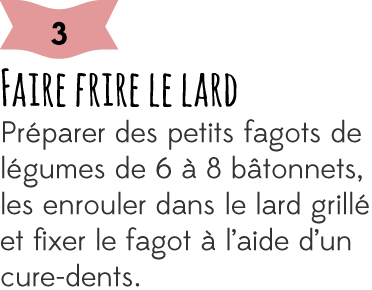 3
Faire frire le lard
Préparer des petits fagots de
légumes de 6 à 8 bâtonnets,
les enrouler dans le lard grillé
et fixer le fagot à l'aide d'un
cure-dents.